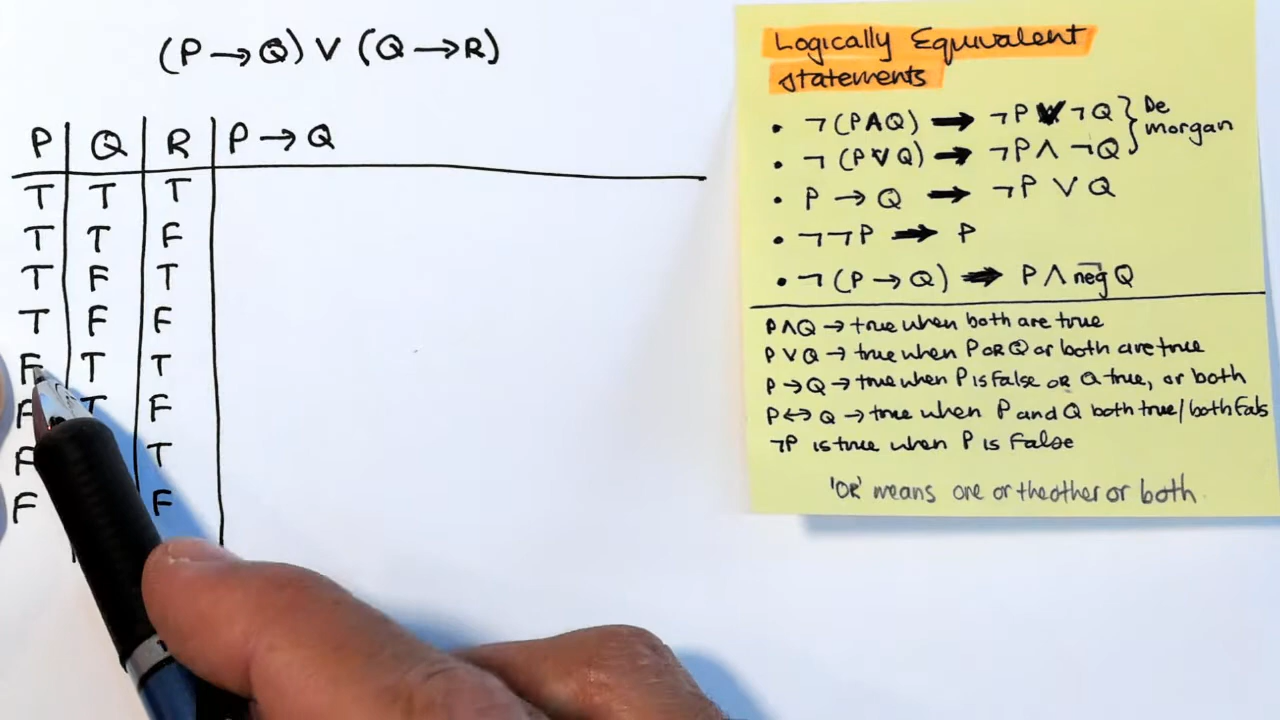 (P → Q) V (Q → R)
P Q R P → Q
T T T
T T F
T F T
T F F
F T T
F T F
F T
F F
Logically Equivalent
statements
• ¬(P∧Q) → ¬P V ¬Q } De
morgan
• ¬(P V Q) → ¬P ∧ ¬Q
• P → Q → ¬P V Q
• ¬¬P → P
• ¬(P → Q) → P ∧ neg Q
P∧Q → true when both are true
P V Q → true when P OR Q or both are true
P → Q → true when P is False OR Q true, or both
P ↔ Q → true when P and Q both true/both Fals
¬P is true when P is False
'OR' means one or the other or both